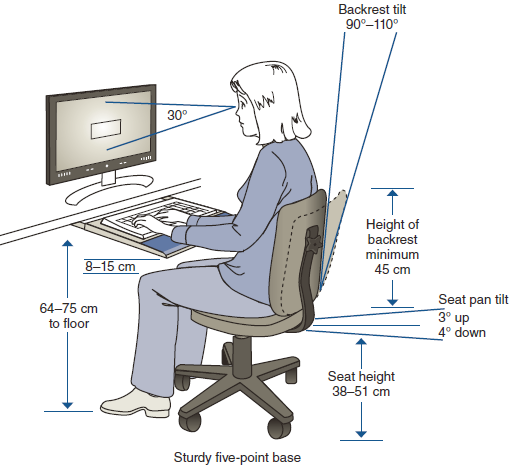 Backrest tilt
90°–110°
30°
Height of
backrest
minimum
45 cm
8–15 cm
64–75 cm
to floor
Seat pan tilt
3° up
4° down
Seat height
38–51 cm
Sturdy five-point base